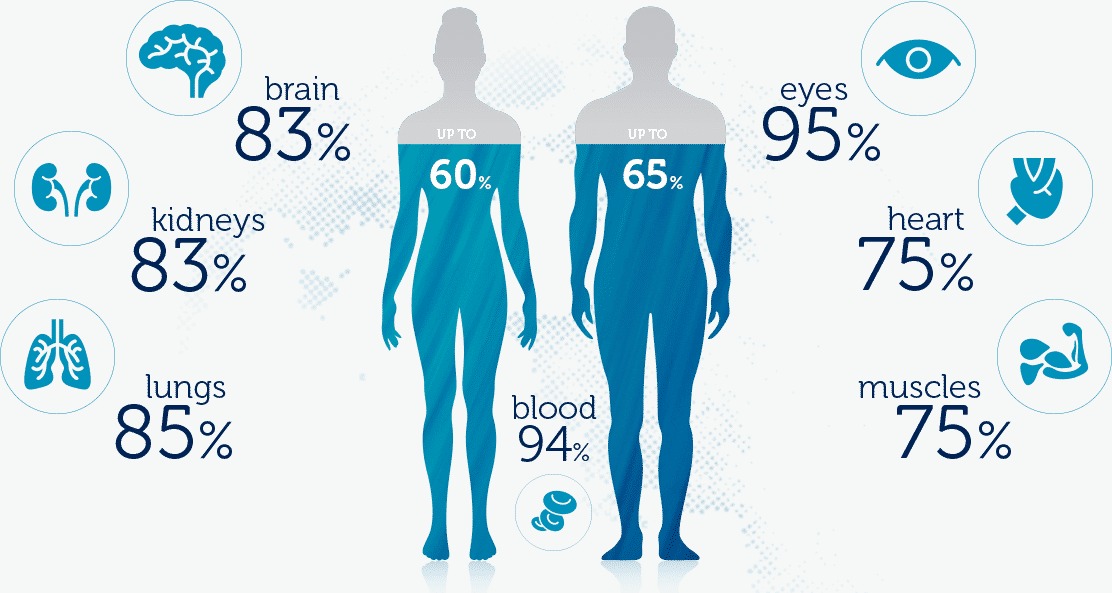 brain
83%
kidneys
83%
lungs
85%
UP TO
60%
UP TO
65%
blood
94%
eyes
95%
heart
75%
muscles
75%